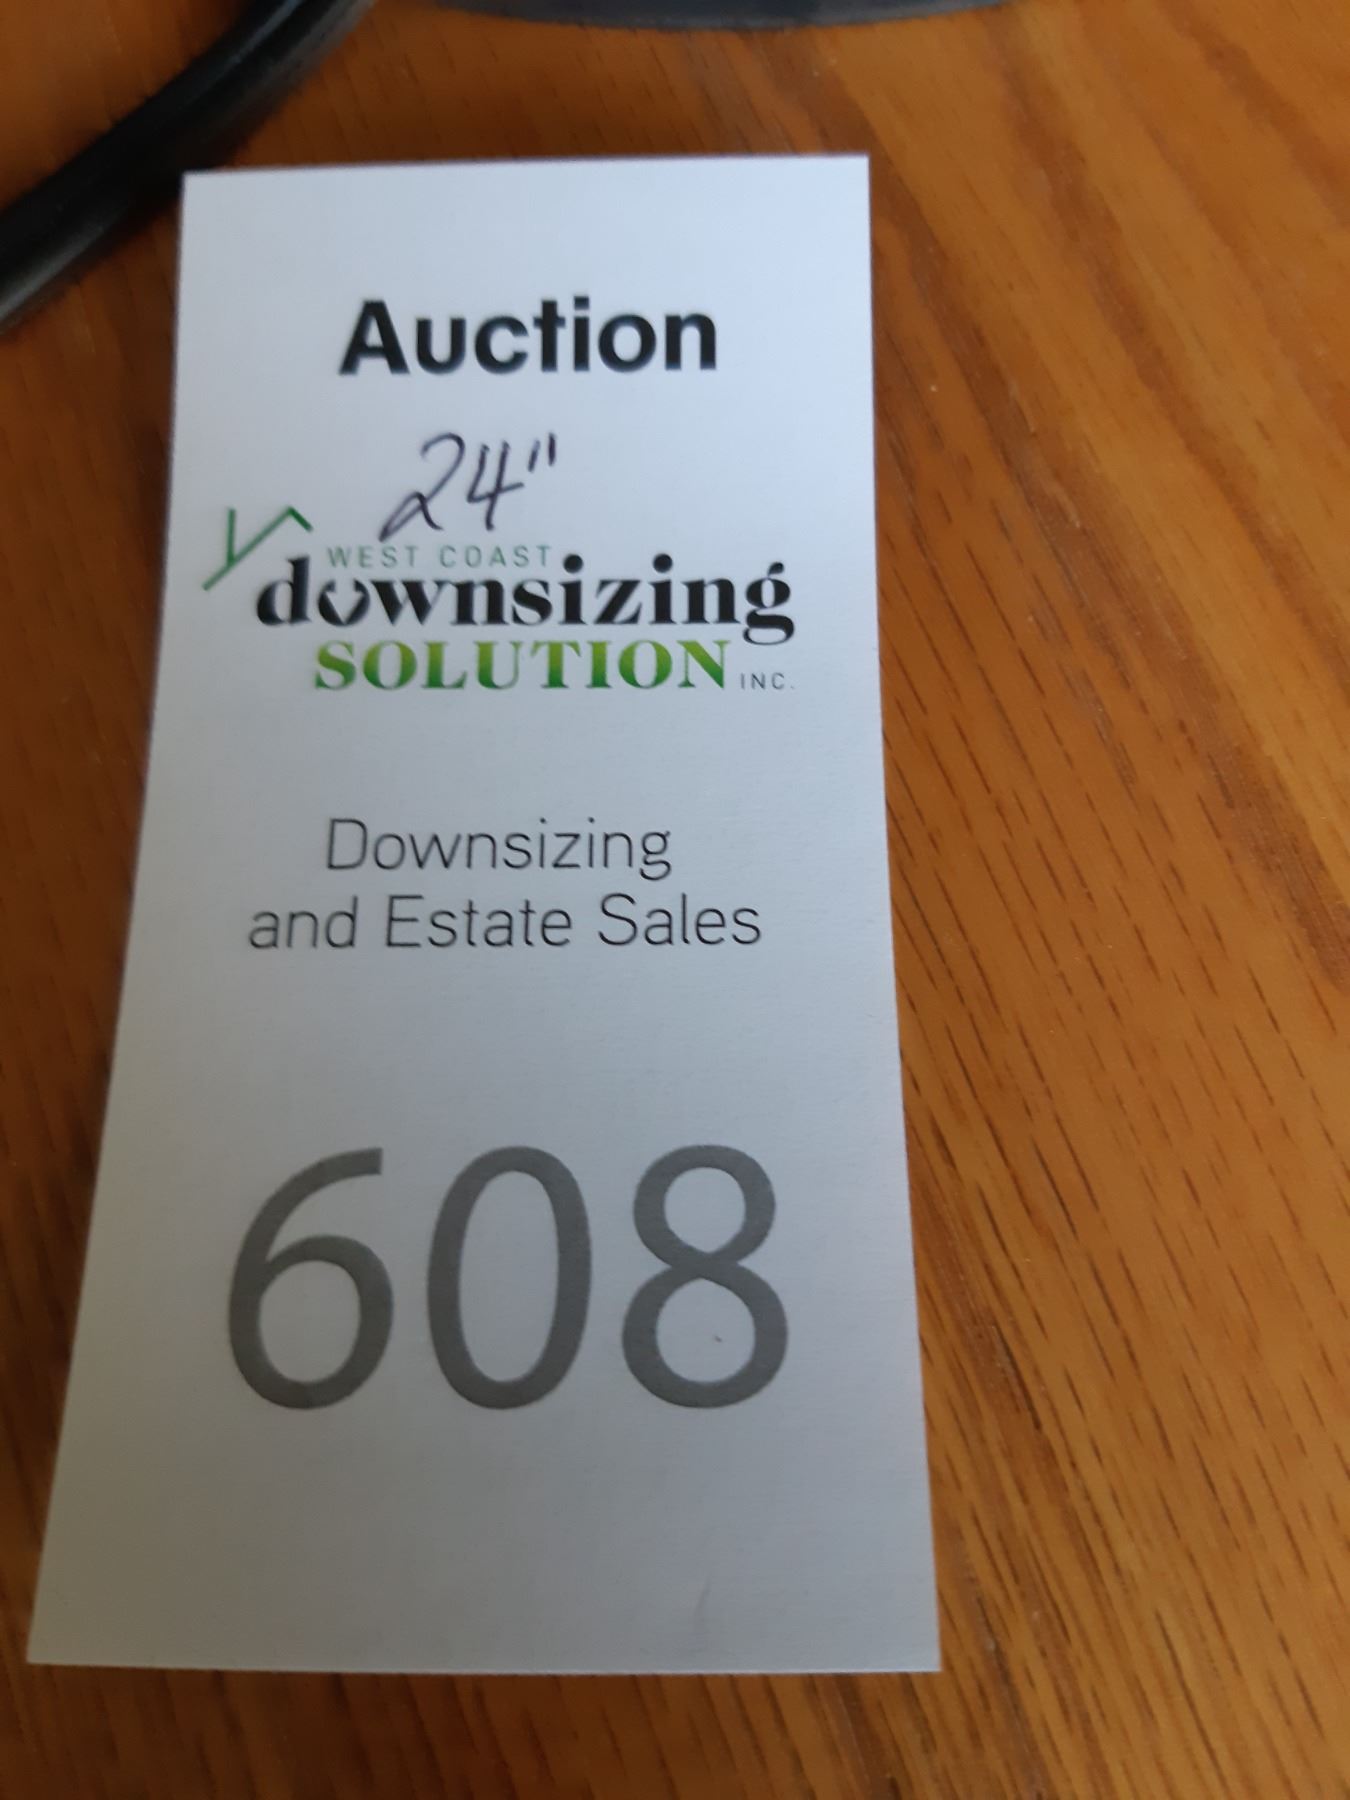 Auction
24"
WEST COAST
downsizing
SOLUTION INC.
Downsizing
and Estate Sales
608